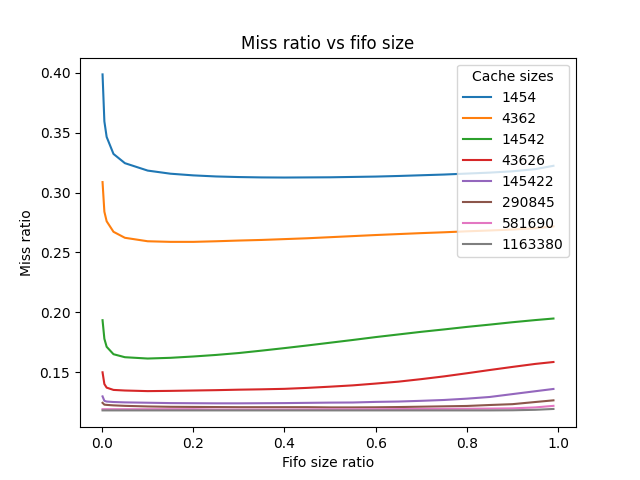 Miss ratio vs fifo size
Miss ratio
0.40
0.35
0.30
0.25
0.20
0.15
Cache sizes
1454
4362
14542
43626
145422
290845
581690
1163380
0.0 0.2 0.4 0.6 0.8 1.0
Fifo size ratio